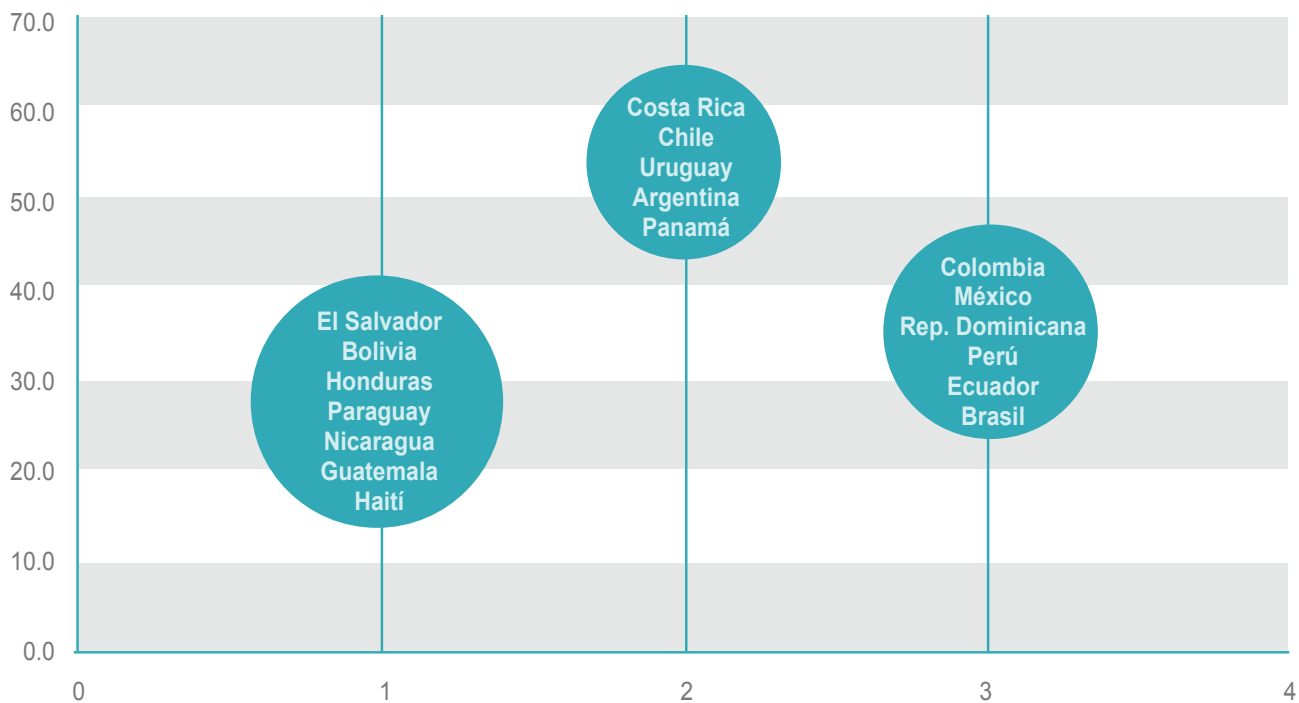 70.0
60.0
50.0
40.0
30.0
20.0
10.0
0.0
Costa Rica
Chile
Uruguay
Argentina
Panamá
Colombia
México
Rep. Dominicana
Perú
Ecuador
Brasil
El Salvador
Bolivia
Honduras
Paraguay
Nicaragua
Guatemala
Haití
0 1 2 3 4